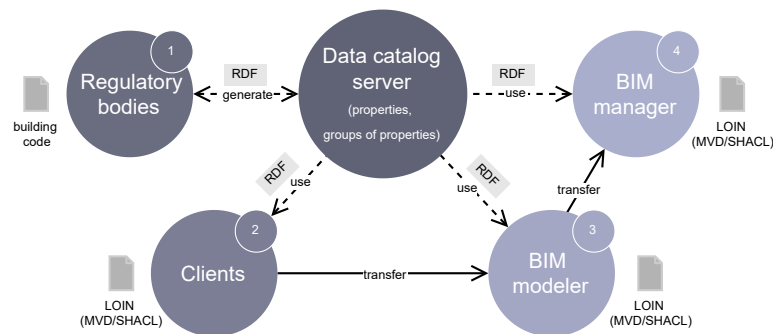 1
Regulatory
bodies
building
code
RDF
generate
Data catalog
server
(properties,
groups of properties)
RDF
use
4
BIM
manager
LOIN
(MVD/SHACL)
RDF
use
RDF
use
transfer
2
Clients
LOIN
(MVD/SHACL)
transfer
3
BIM
modeler
LOIN
(MVD/SHACL)